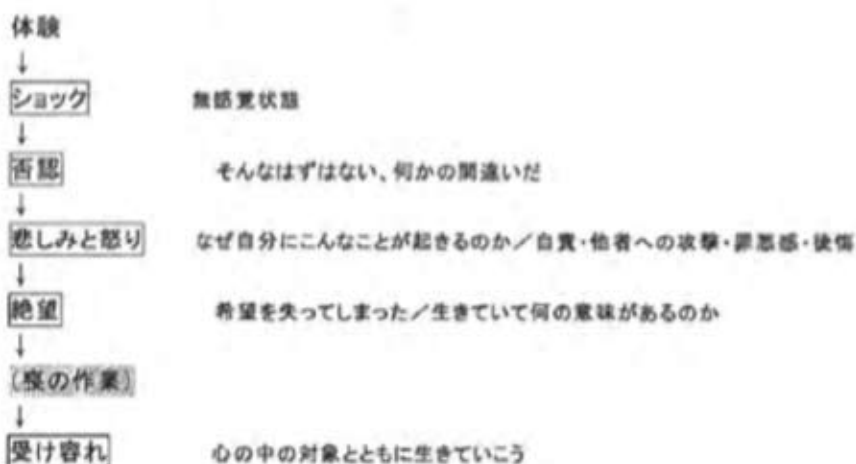 体験
↓
ショック 無感覚状態
↓
否認 そんなはずはない、何かの間違いだ
↓
悲しみと怒り なぜ自分にこんなことが起きるのか／自責・他者への攻撃・罪悪感・後悔
↓
絶望 希望を失ってしまった／生きていて何の意味があるのか
↓
(喪の作業)
↓
受け容れ 心の中の対象とともに生きていこう